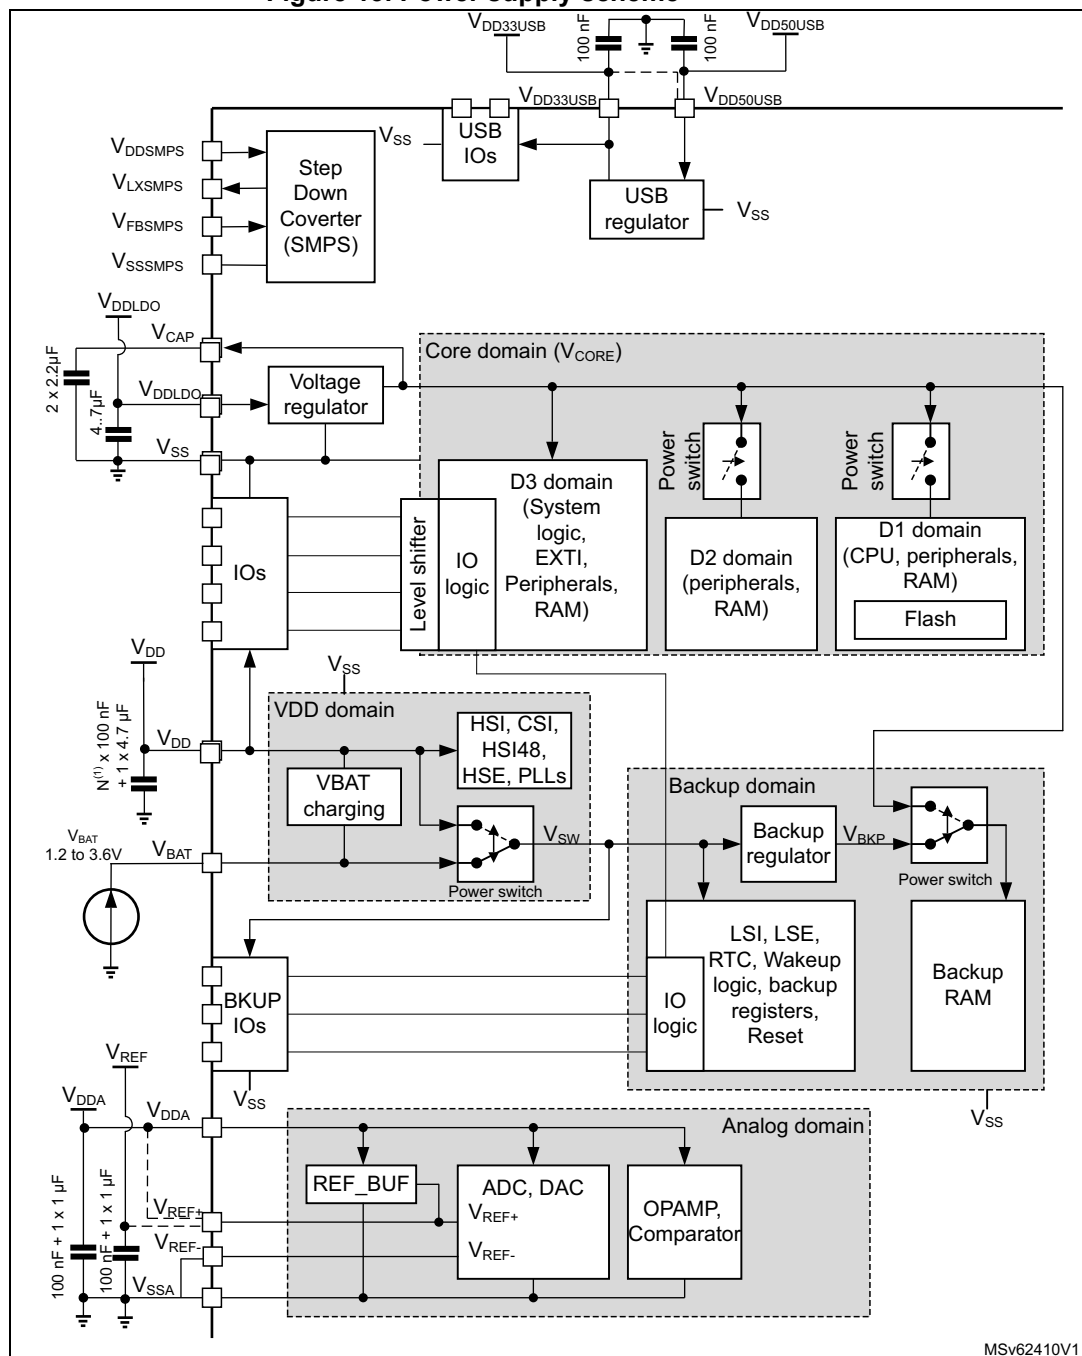 VDD33USB
100 nF
100 nF
VDD50USB
VDD33USB
VDD50USB
VSS
USB
IOs
USB
regulator
VSS
VDDSMPS
VLXSMPS
VFBSMPS
VSSSMPS
Step
Down
Coverter
(SMPS)
VDDLDO
VCAP
2 x 2.2µF
VDDLDO
4..7µF
VSS
Voltage
regulator
Core domain (VCORE)
Power
switch
Power
switch
D3 domain
(System
logic,
EXTI,
Peripherals,
RAM)
IO
logic
Level shifter
IOs
D2 domain
(peripherals,
RAM)
D1 domain
(CPU, peripherals,
RAM)
Flash
VDD
N(1) x 100 nF
+ 1 x 4.7 µF
VDD
VSS
VDD domain
HSI, CSI,
HSI48,
HSE, PLLs
VBAT
charging
VBAT
1.2 to 3.6V
VBAT
Power switch
VSW
Backup domain
Backup
regulator
VBKP
Power switch
LSI, LSE,
RTC, Wakeup
logic, backup
registers,
Reset
IO
logic
Backup
RAM
BKUP
IOs
VSS
VSS
VREF
VDDA
VDDA
100 nF + 1 x 1 µF
100 nF + 1 x 1 µF
VREF+
VREF-
VSSA
Analog domain
REF_BUF
ADC, DAC
VREF+
VREF-
OPAMP,
Comparator
MSv62410V1